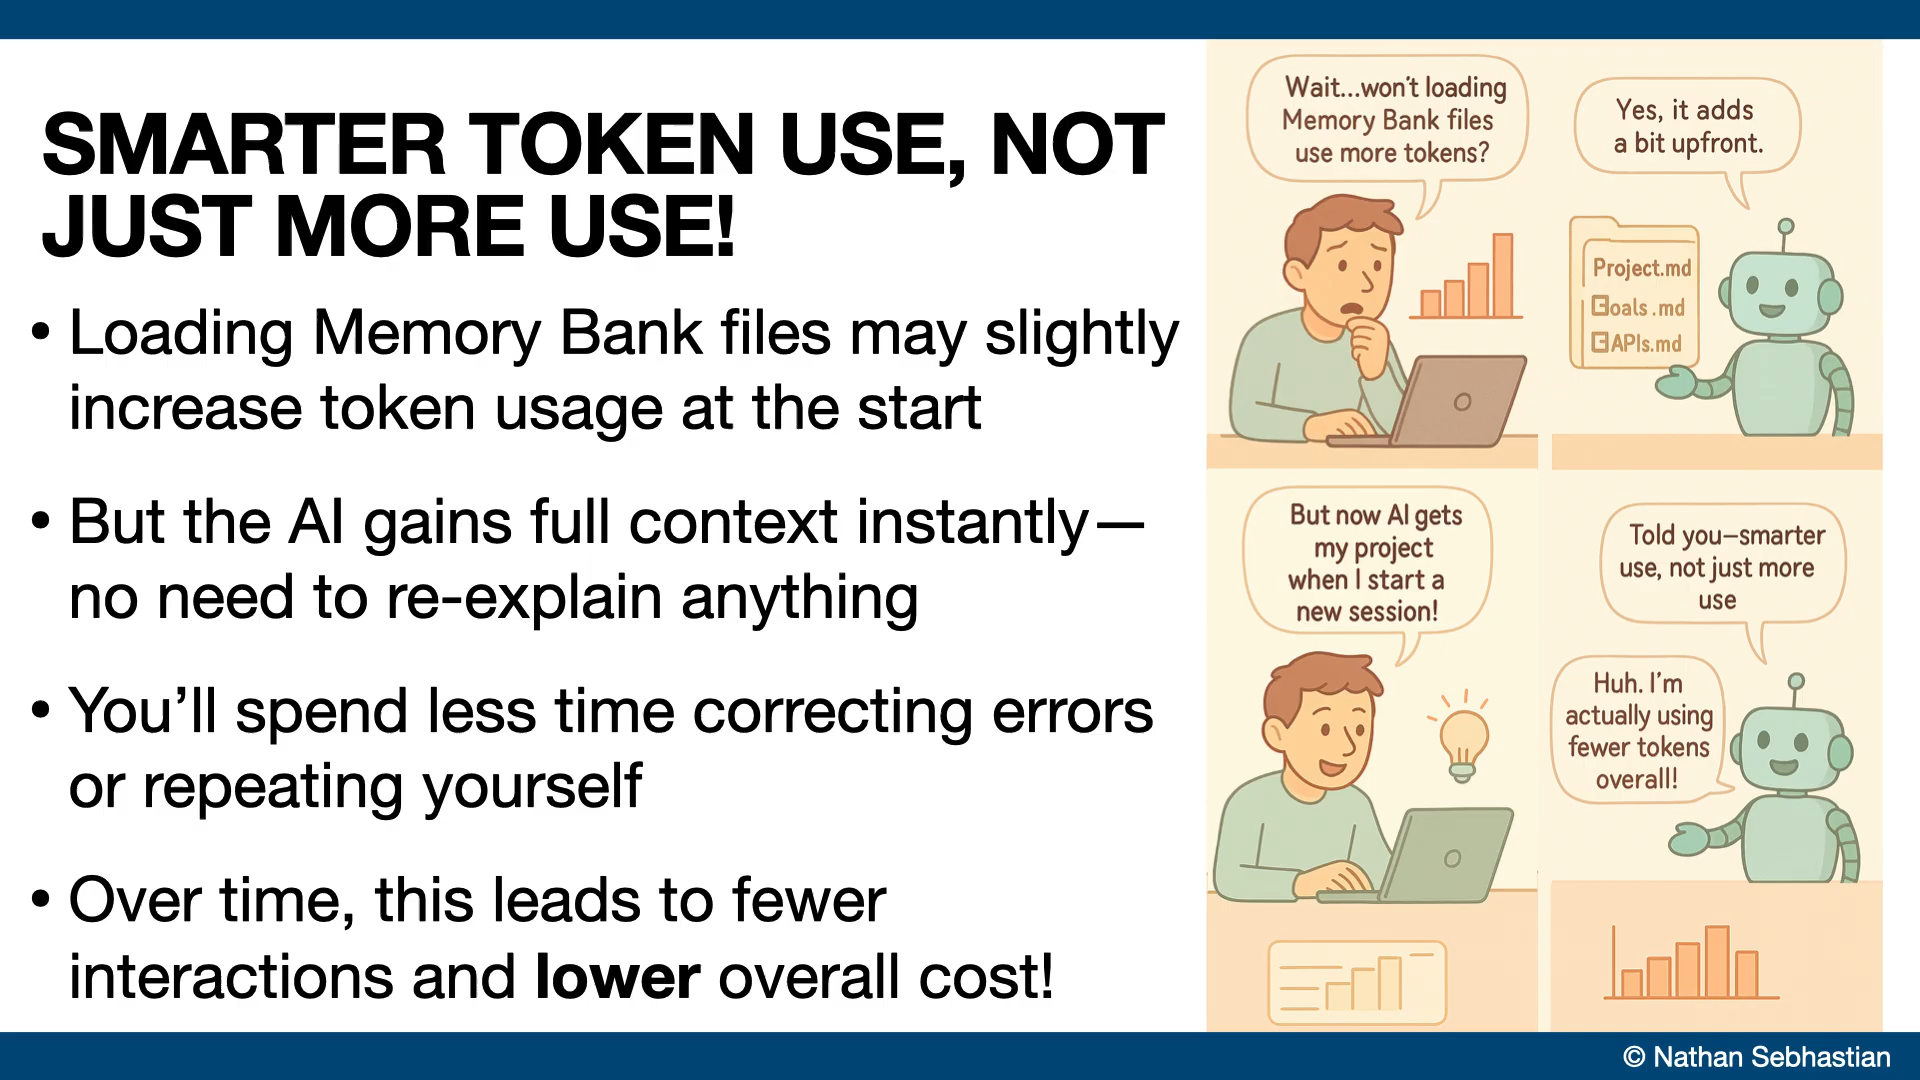 SMARTER TOKEN USE, NOT
JUST MORE USE!
• Loading Memory Bank files may slightly
increase token usage at the start
• But the AI gains full context instantly—
no need to re-explain anything
• You’ll spend less time correcting errors
or repeating yourself
• Over time, this leads to fewer
interactions and lower overall cost!
Wait...won't loading
Memory Bank files
use more tokens?
Yes, it adds
a bit upfront.
Project.md
Goals.md
APIs.md
But now AI gets
my project
when I start a
new session!
Told you–smarter
use, not just more
use
Huh. I'm
actually using
fewer tokens
overall!
© Nathan Sebhastian